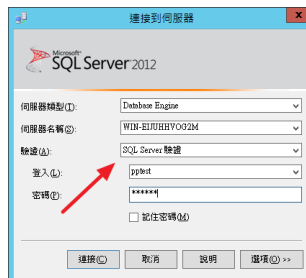 連接到伺服器
x
Microsoft®
SQL Server 2012
伺服器類型(T): Database Engine
伺服器名稱(S): WIN-EIJUHHVOG2M
驗證(A): SQL Server 驗證
登入(L): pptest
密碼(P): ******
記住密碼(M)
連接(C) 取消 說明 選項(O) >>